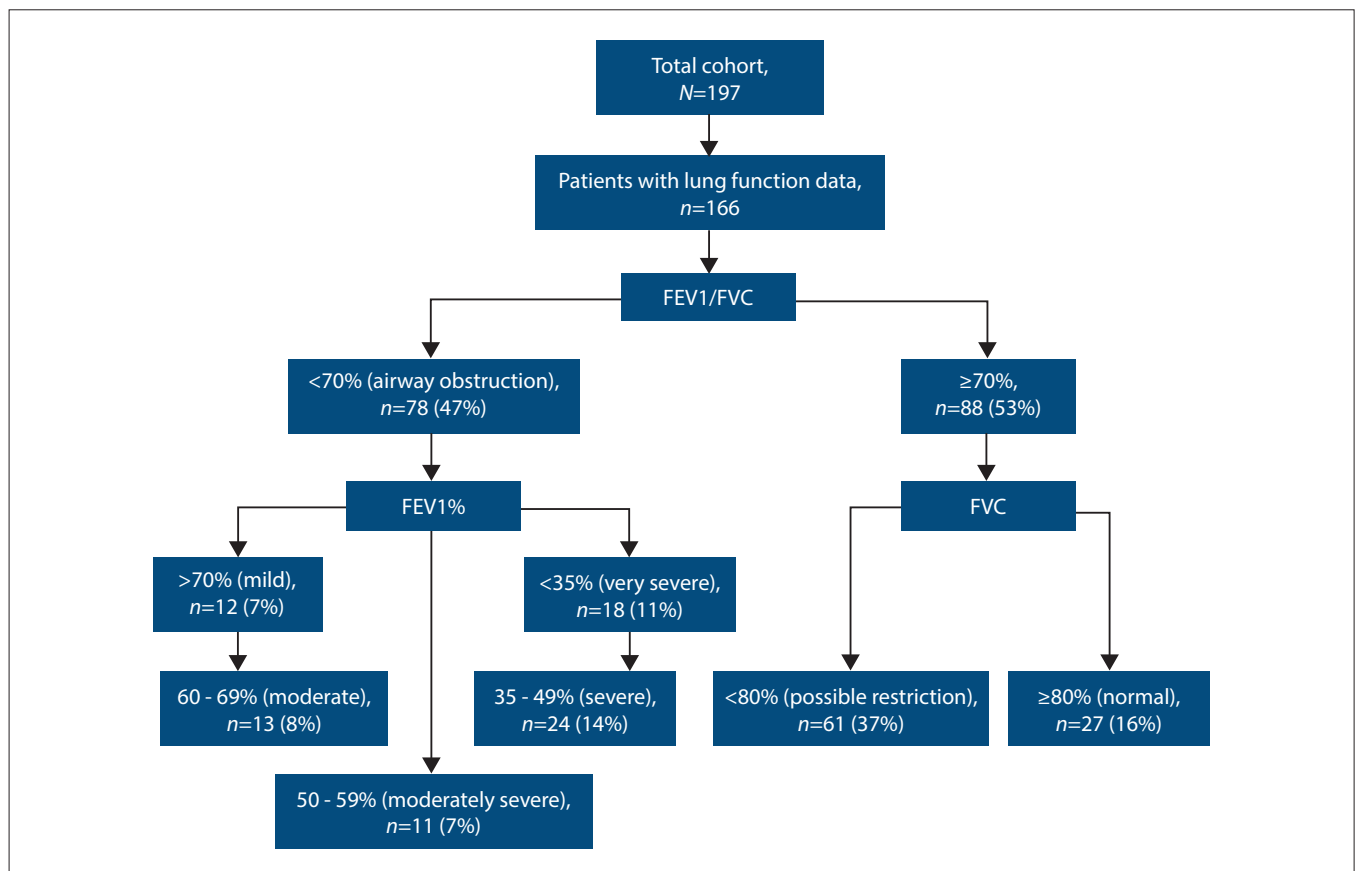 Total cohort,
N=197
Patients with lung function data,
n=166
FEV1/FVC
<70% (airway obstruction),
n=78 (47%)
≥70%,
n=88 (53%)
FEV1%
FVC
>70% (mild),
n=12 (7%)
<35% (very severe),
n=18 (11%)
60 - 69% (moderate),
n=13 (8%)
35 - 49% (severe),
n=24 (14%)
<80% (possible restriction),
n=61 (37%)
≥80% (normal),
n=27 (16%)
50 - 59% (moderately severe),
n=11 (7%)